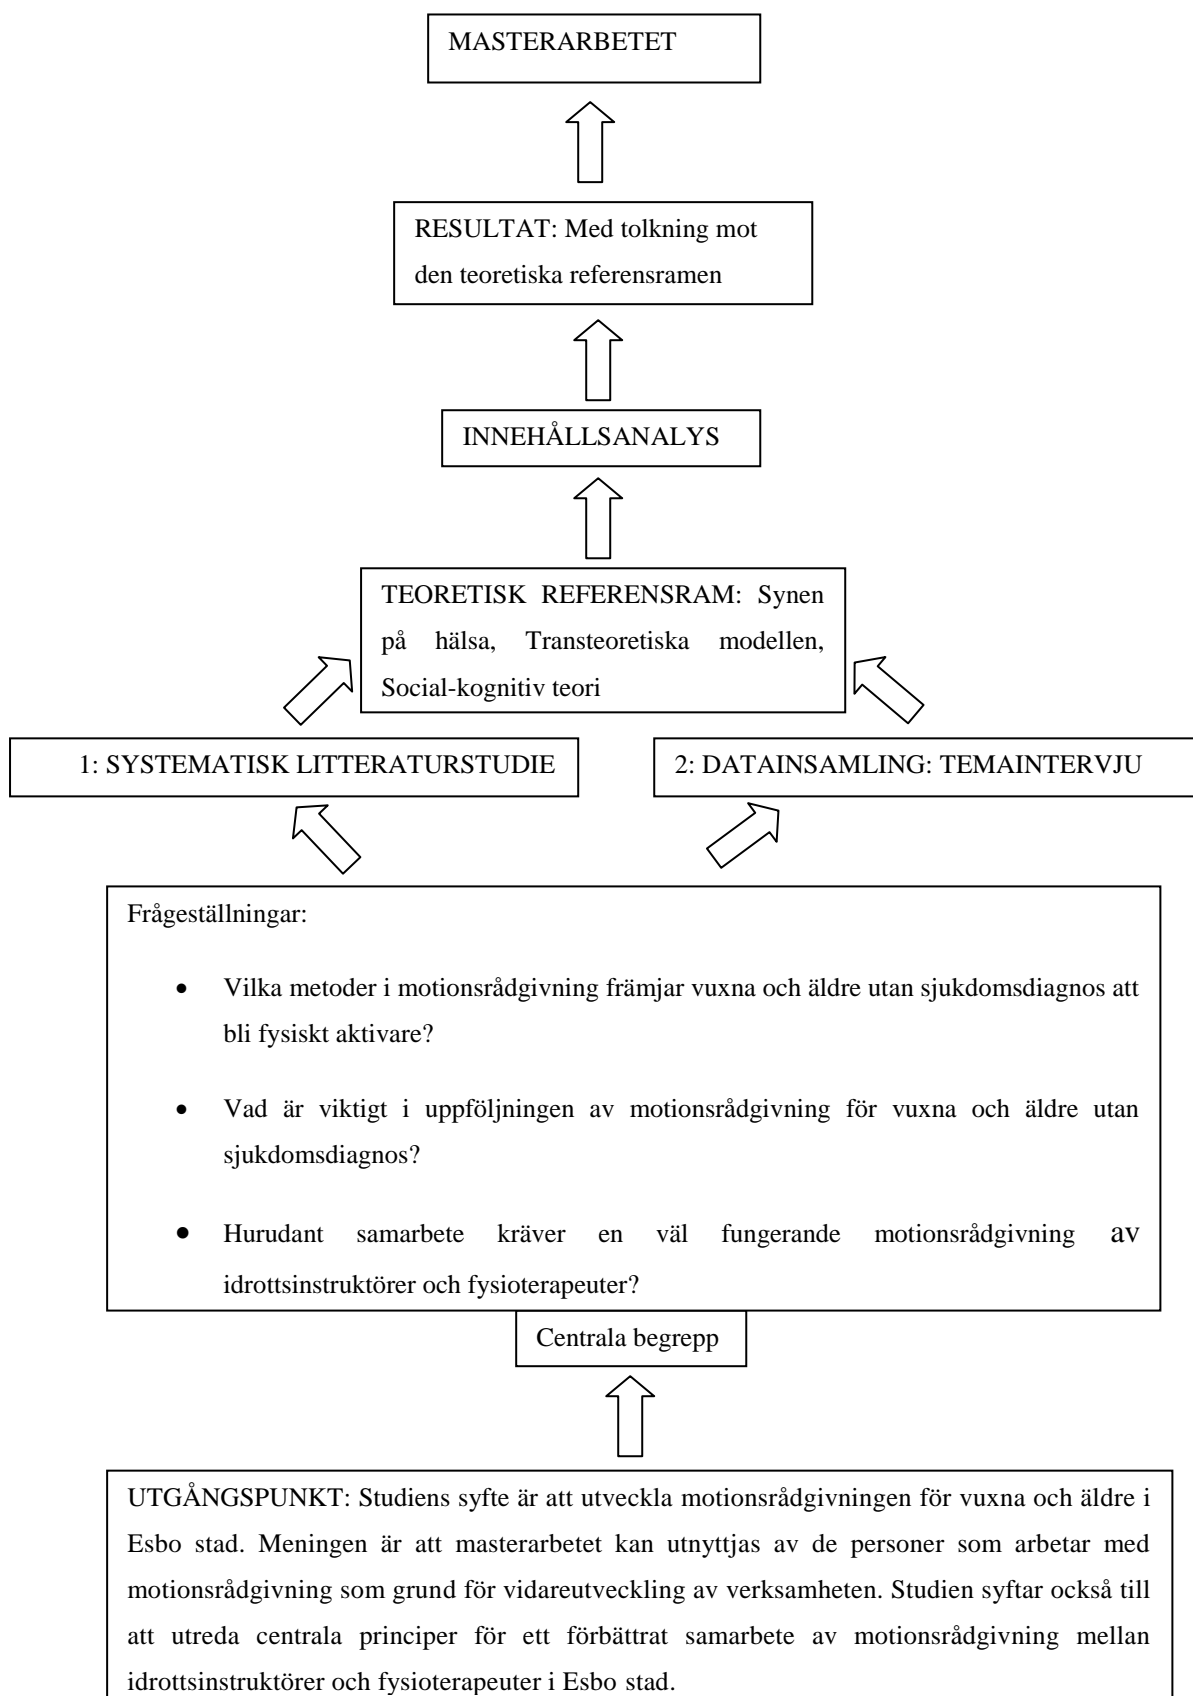 MASTERARBETET
RESULTAT: Med tolkning mot
den teoretiska referensramen
INNEHÅLLSANALYS
TEORETISK REFERENSRAM: Synen
på hälsa, Transteoretiska modellen,
Social-kognitiv teori
1: SYSTEMATISK LITTERATURSTUDIE
2: DATAINSAMLING: TEMAINTERVJU
Frågeställningar:
• Vilka metoder i motionsrådgivning främjar vuxna och äldre utan sjukdomsdiagnos att
bli fysiskt aktivare?
• Vad är viktigt i uppföljningen av motionsrådgivning för vuxna och äldre utan
sjukdomsdiagnos?
• Hurudant samarbete kräver en väl fungerande motionsrådgivning av
idrottsinstruktörer och fysioterapeuter?
Centrala begrepp
UTGÅNGSPUNKT: Studiens syfte är att utveckla motionsrådgivningen för vuxna och äldre i
Esbo stad. Meningen är att masterarbetet kan utnyttjas av de personer som arbetar med
motionsrådgivning som grund för vidareutveckling av verksamheten. Studien syftar också till
att utreda centrala principer för ett förbättrat samarbete av motionsrådgivning mellan
idrottsinstruktörer och fysioterapeuter i Esbo stad.